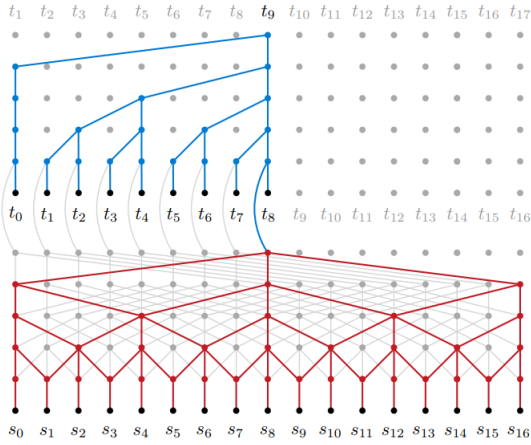 t₁ t₂ t₃ t₄ t₅ t₆ t₇ t₈ t₉ t₁₀ t₁₁ t₁₂ t₁₃ t₁₄ t₁₅ t₁₆ t₁₇
t₀ t₁ t₂ t₃ t₄ t₅ t₆ t₇ t₈ t₉ t₁₀ t₁₁ t₁₂ t₁₃ t₁₄ t₁₅ t₁₆
s₀ s₁ s₂ s₃ s₄ s₅ s₆ s₇ s₈ s₉ s₁₀ s₁₁ s₁₂ s₁₃ s₁₄ s₁₅ s₁₆